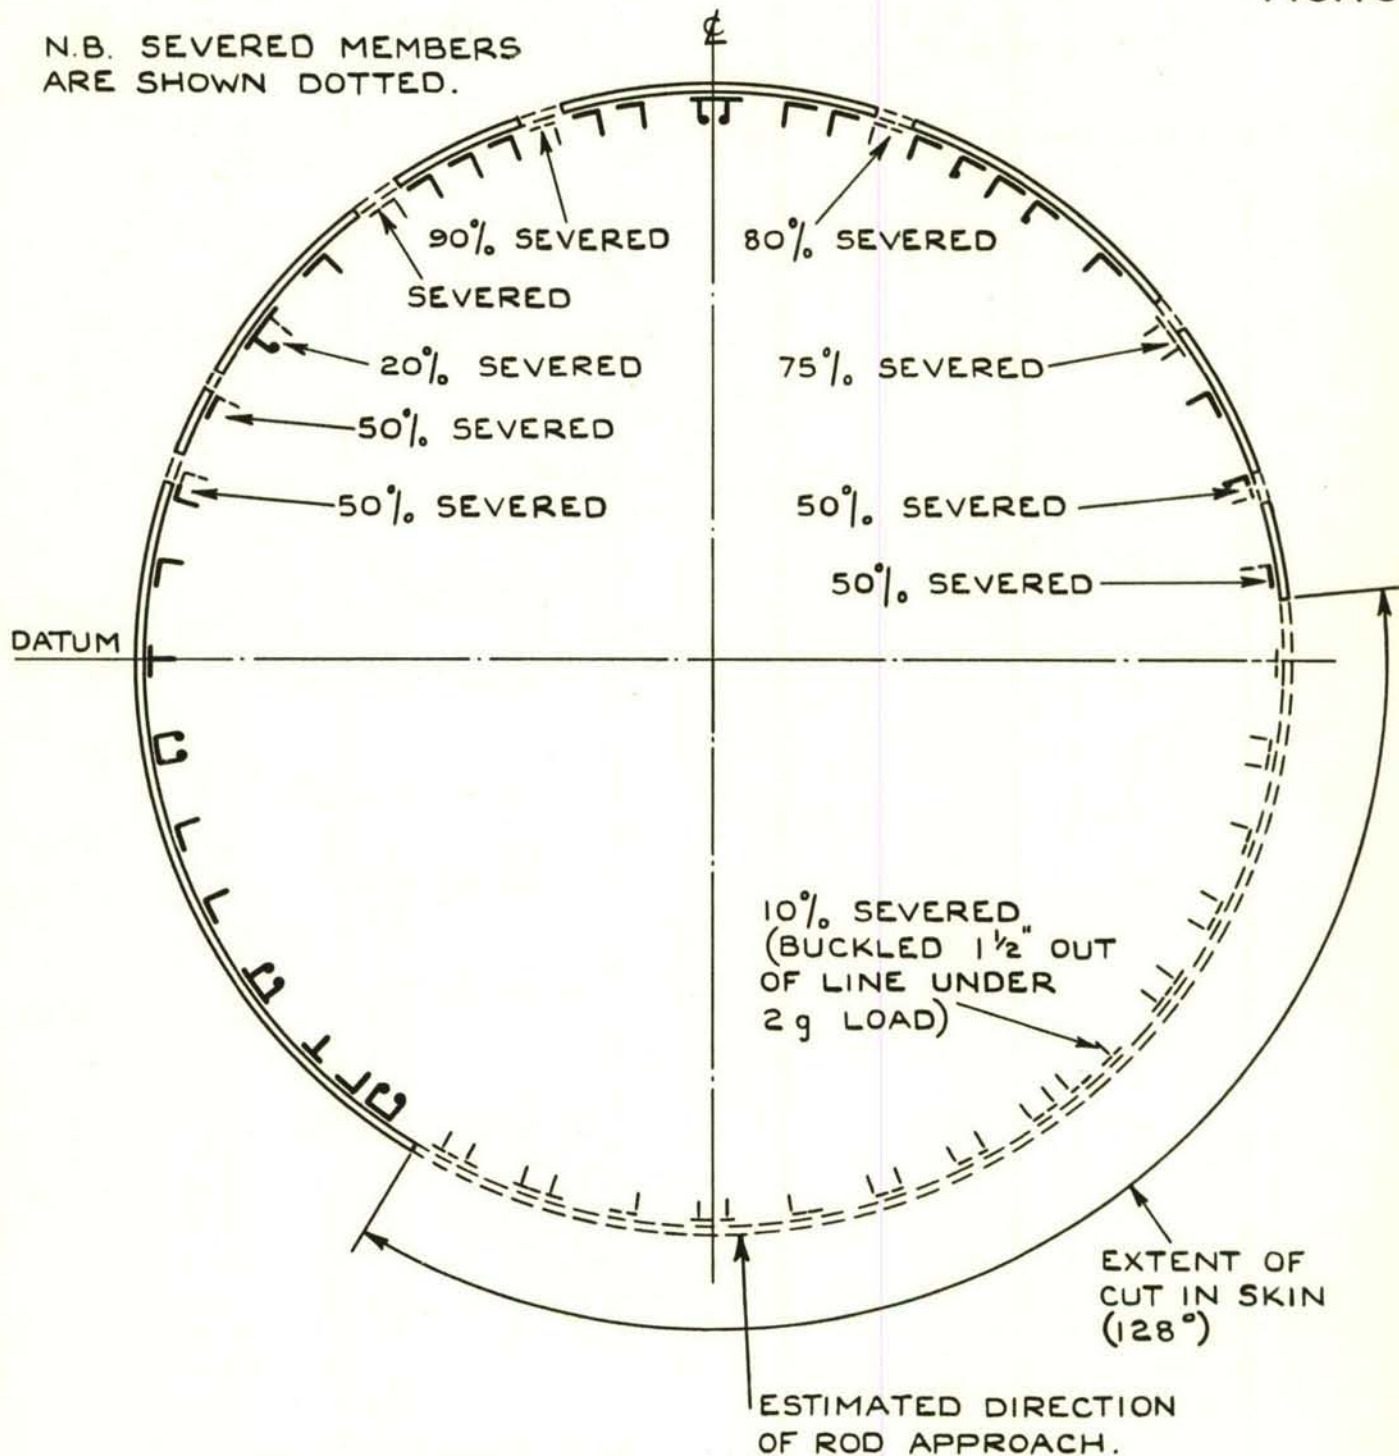 N.B. SEVERED MEMBERS
ARE SHOWN DOTTED.
℄
90% SEVERED
80% SEVERED
SEVERED
20% SEVERED
75% SEVERED
50% SEVERED
50% SEVERED
50% SEVERED
50% SEVERED
DATUM
10% SEVERED
(BUCKLED 1½" OUT
OF LINE UNDER
2g LOAD)
EXTENT OF
CUT IN SKIN
(128°)
ESTIMATED DIRECTION
OF ROD APPROACH.